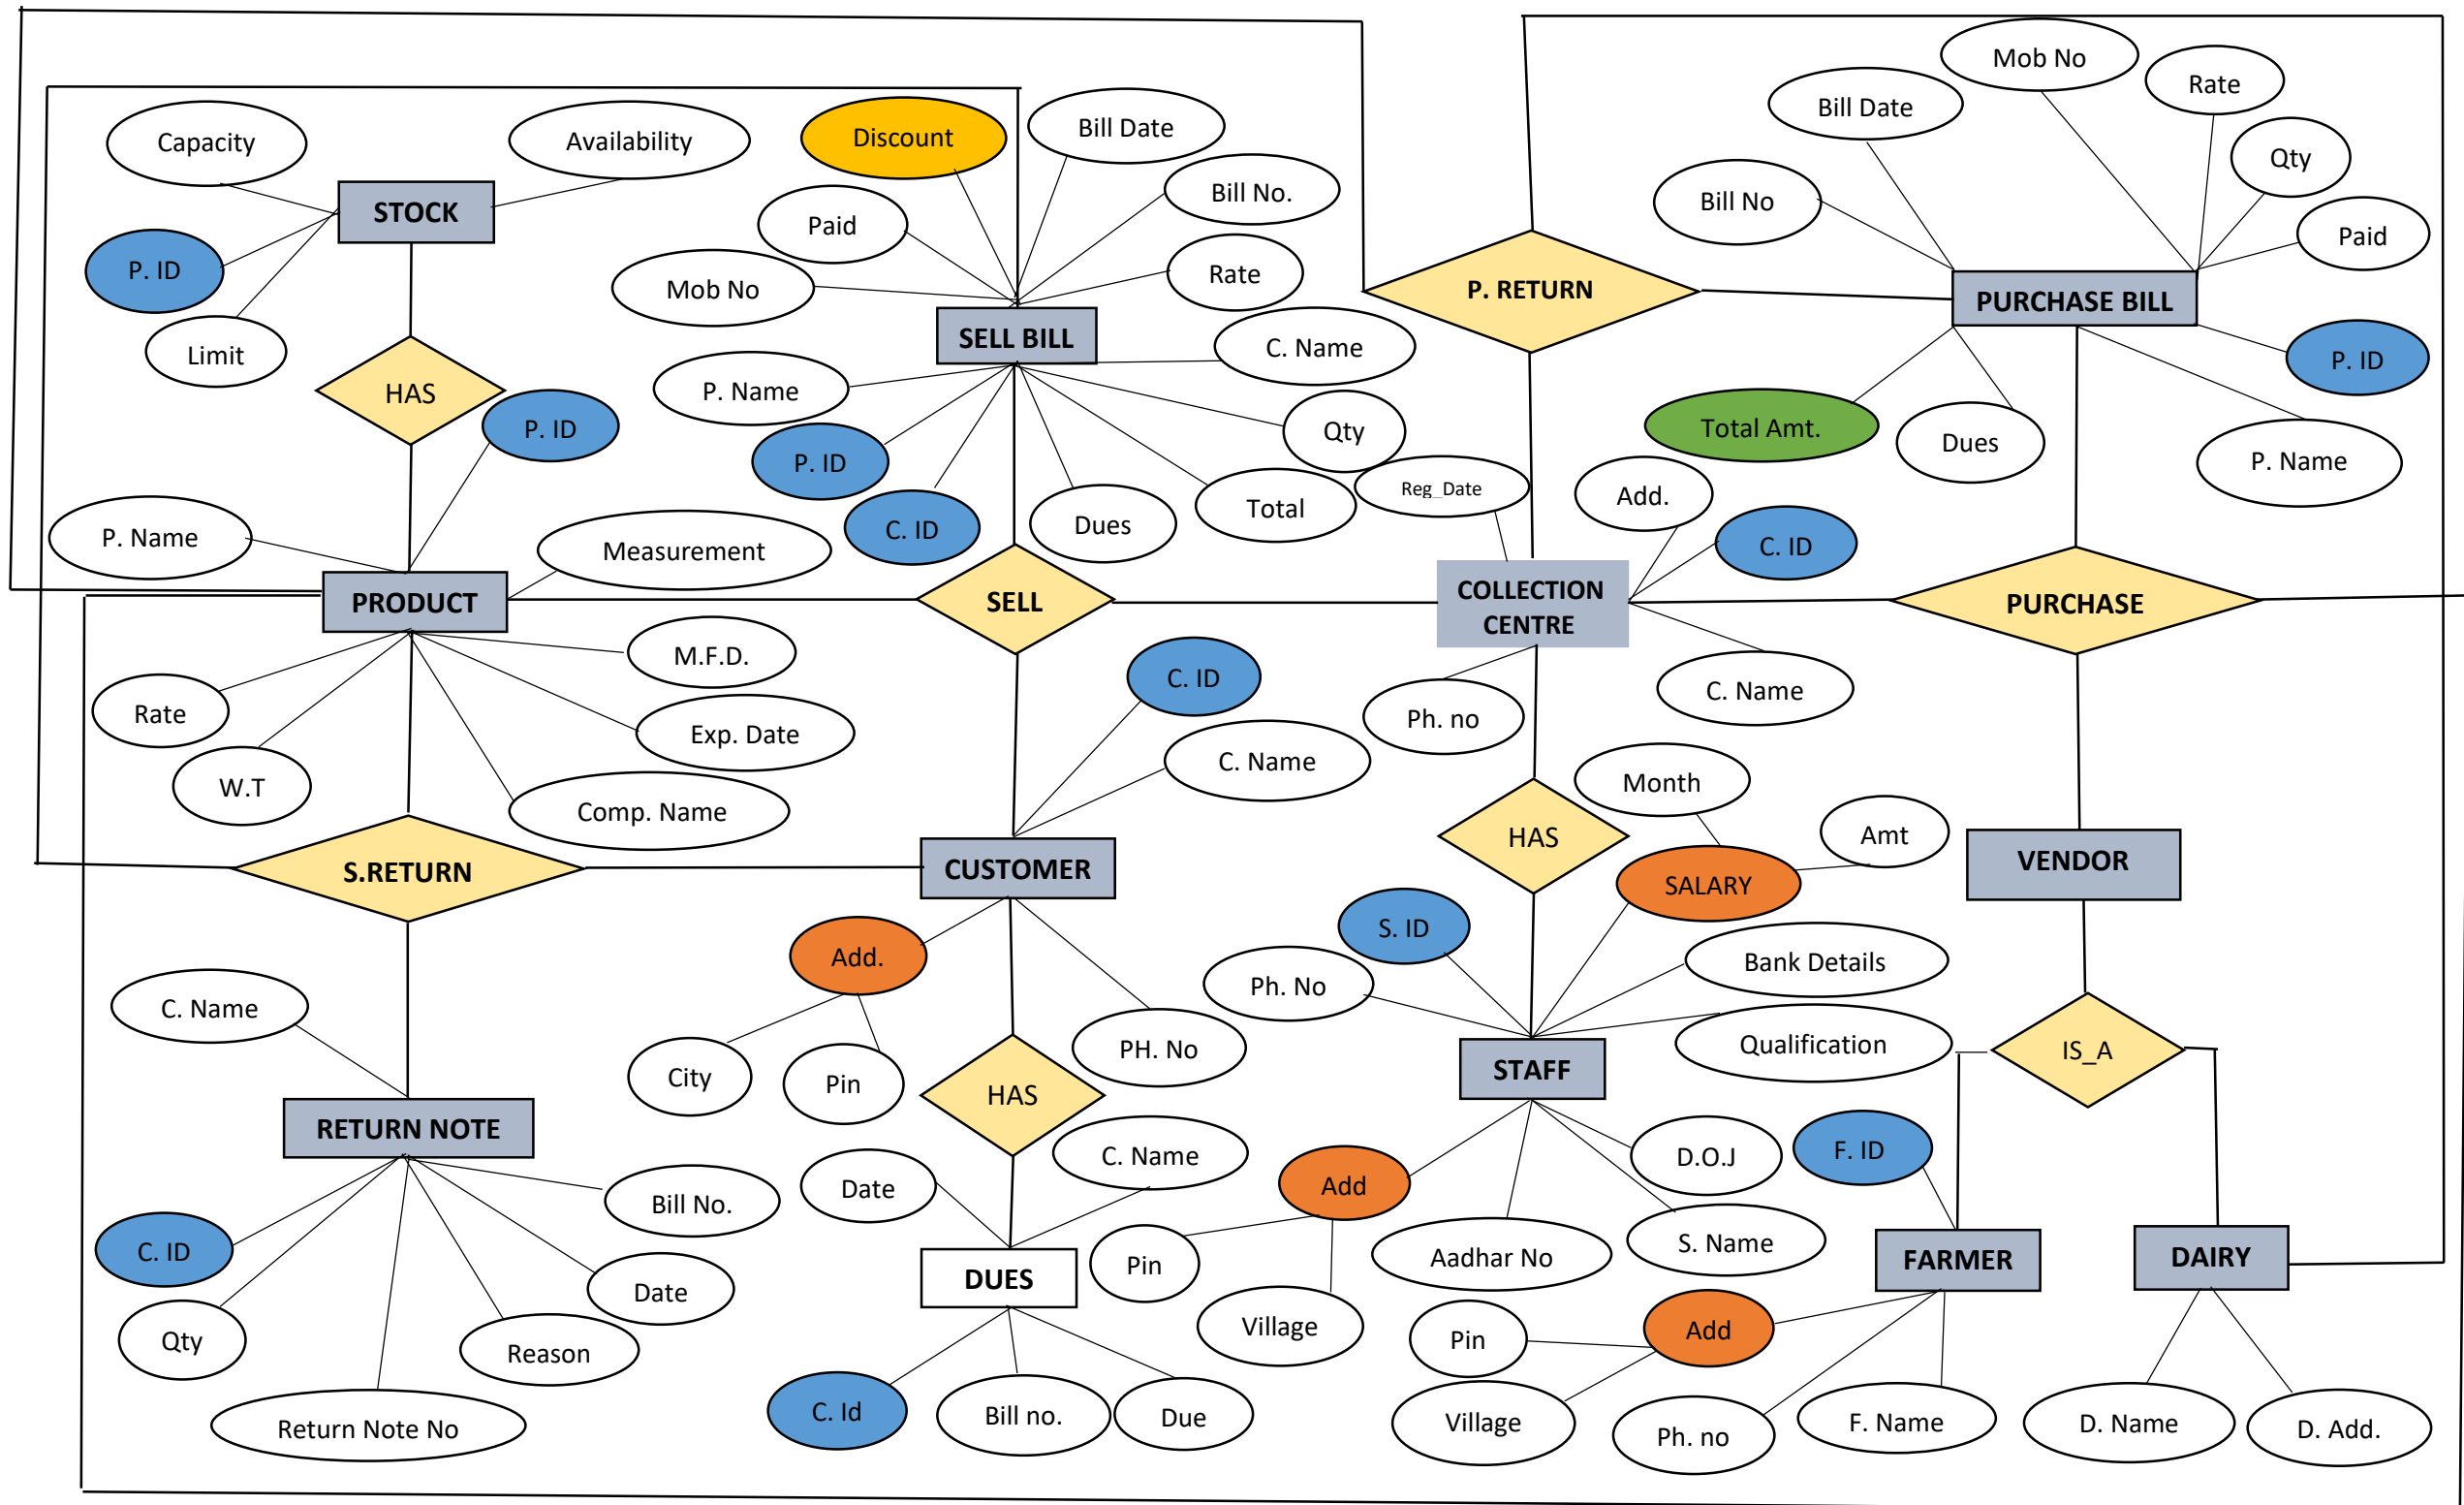 Mob No
Bill Date
Rate
Capacity
Availability
Discount
Bill Date
Qty
Bill No.
Bill No
STOCK
Paid
Paid
P. ID
Rate
Mob No
P. RETURN
PURCHASE BILL
SELL BILL
C. Name
Limit
P. ID
HAS
P. Name
P. ID
Qty
Total Amt.
Dues
P. Name
P. ID
Reg_Date
Add.
C. ID
Dues
Total
P. Name
Measurement
C. ID
PRODUCT
SELL
COLLECTION
CENTRE
PURCHASE
M.F.D.
C. ID
C. Name
Rate
Exp. Date
Ph. no
C. Name
W.T
Comp. Name
Month
HAS
Amt
S.RETURN
CUSTOMER
SALARY
VENDOR
S. ID
Add.
Bank Details
Ph. No
C. Name
PH. No
Qualification
IS_A
City
Pin
STAFF
HAS
RETURN NOTE
C. Name
D.O.J
F. ID
Date
Add
Bill No.
S. Name
C. ID
Pin
Aadhar No
FARMER
DAIRY
DUES
Date
Village
Pin
Add
Qty
Reason
C. Id
Bill no.
Due
Village
Ph. no
F. Name
D. Name
D. Add.
Return Note No